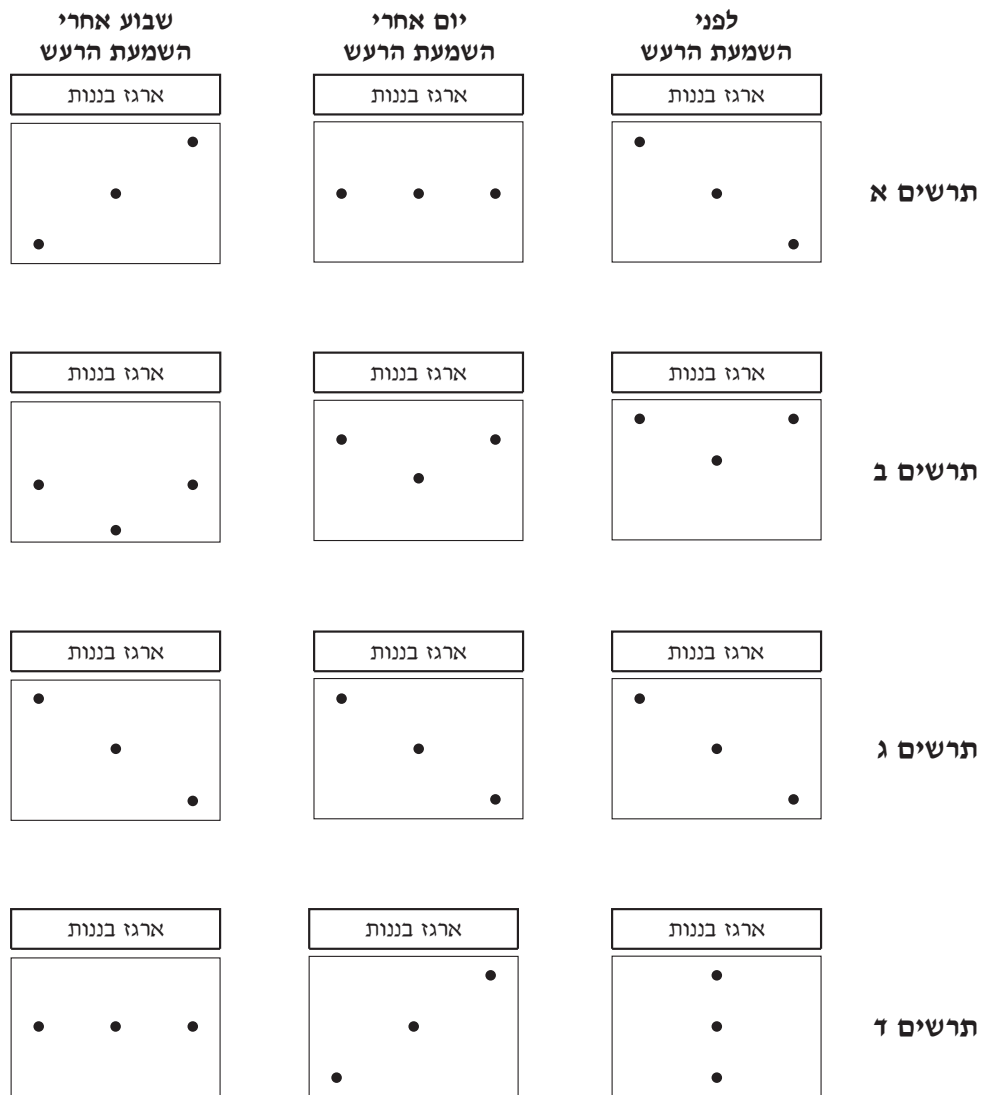 לפני
השמעת הרעש
יום אחרי
השמעת הרעש
שבוע אחרי
השמעת הרעש
תרשים א
ארגז בננות
ארגז בננות
ארגז בננות
תרשים ב
ארגז בננות
ארגז בננות
ארגז בננות
תרשים ג
ארגז בננות
ארגז בננות
ארגז בננות
תרשים ד
ארגז בננות
ארגז בננות
ארגז בננות